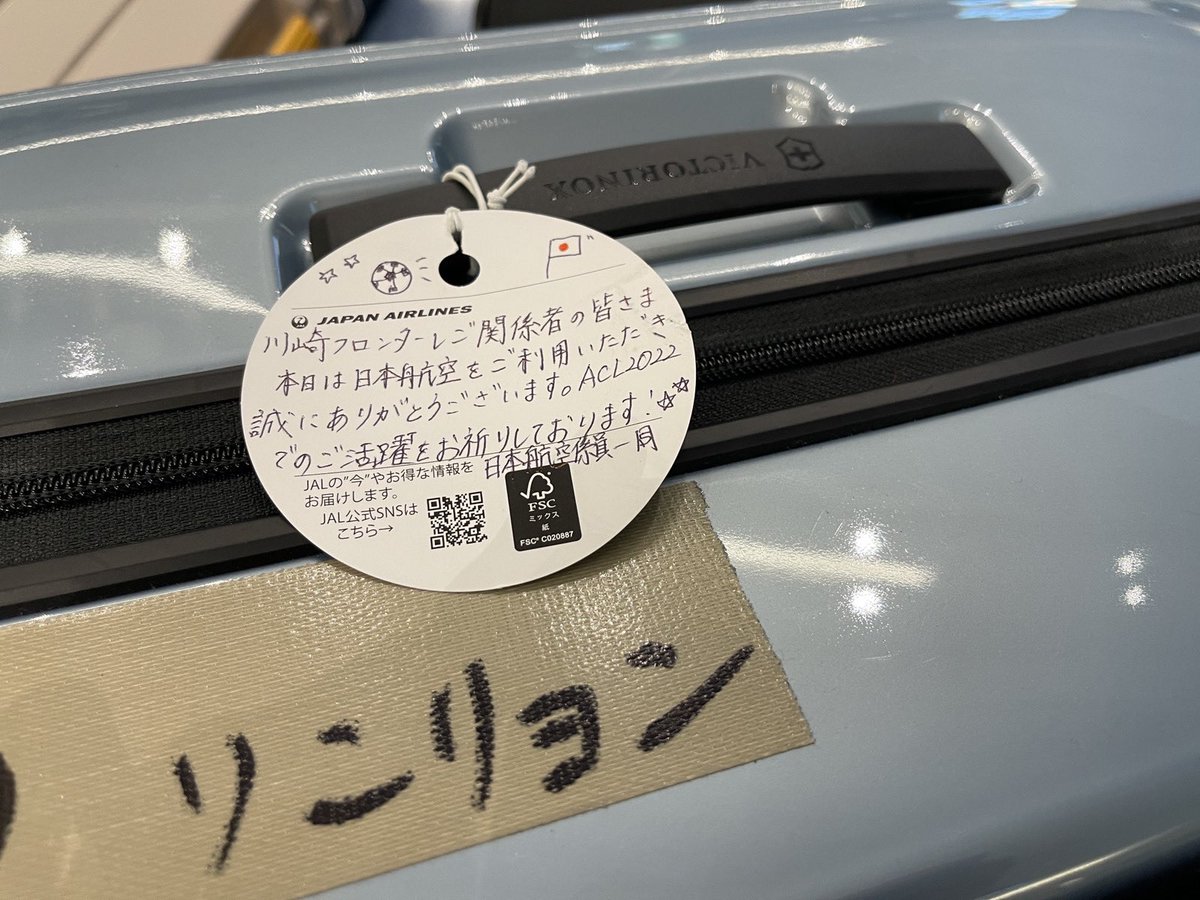 VICTORINOX
JAPAN AIRLINES
川崎フロンターレご関係者の皆さま
本日は日本航空をご利用いただき
誠にありがとうございます。ACL2022
でのご活躍をお祈りしております!
日本航空係員一同
JALの"今"やお得な情報を
お届けします。
JAL公式SNSは
こちら→
FSC
ミックス
紙
FSC® C020887
リンリョン